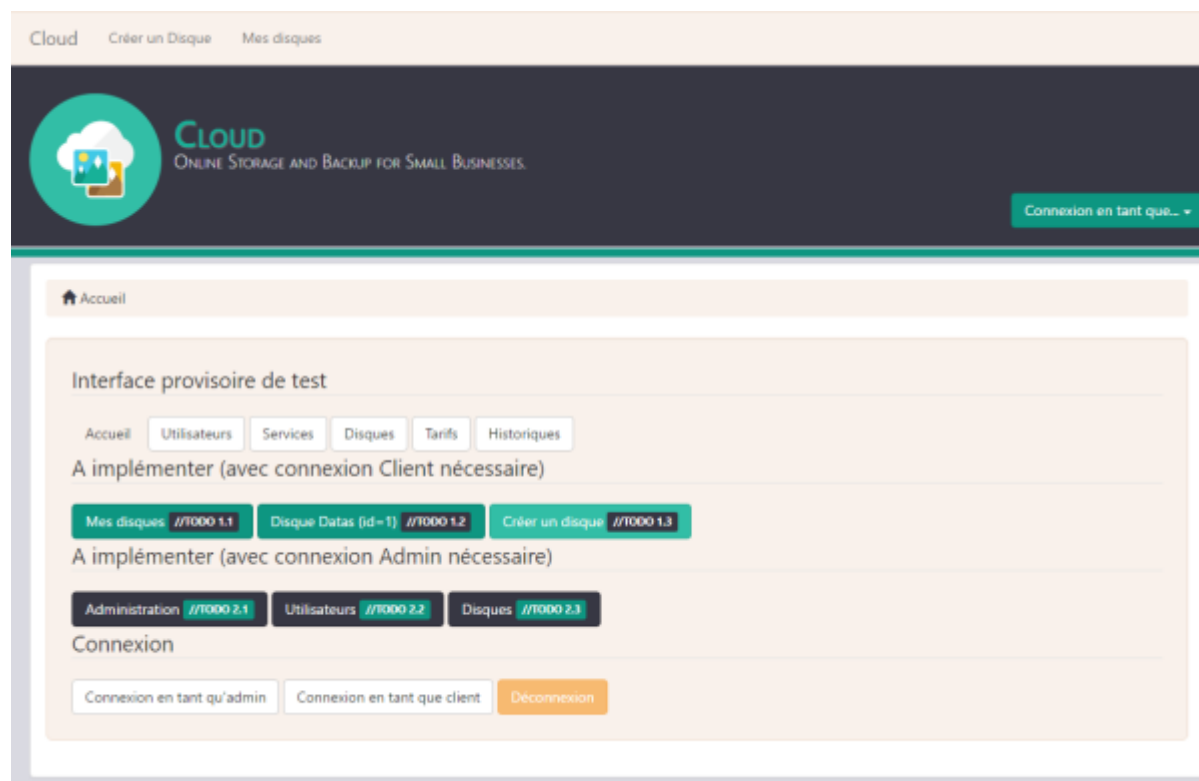 Cloud Créer un Disque Mes disques
CLOUD
ONLINE STORAGE AND BACKUP FOR SMALL BUSINESSES.
Connexion en tant que...
Accueil
Interface provisoire de test
Accueil Utilisateurs Services Disques Tarifs Historiques
A implémenter (avec connexion Client nécessaire)
Mes disques //TODO 1.1 Disque Datas (id=1) //TODO 1.2 Créer un disque //TODO 1.3
A implémenter (avec connexion Admin nécessaire)
Administration //TODO 2.1 Utilisateurs //TODO 2.2 Disques //TODO 2.3
Connexion
Connexion en tant qu'admin Connexion en tant que client Déconnexion